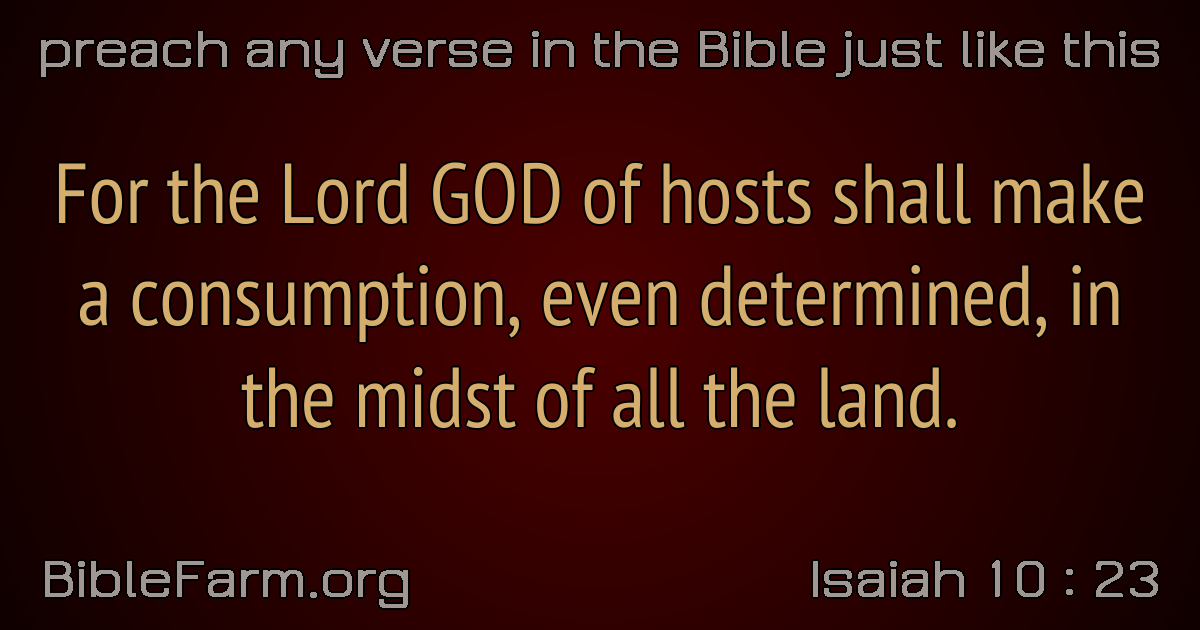 preach any verse in the Bible just like this
For the Lord GOD of hosts shall make
a consumption, even determined, in
the midst of all the land.
BibleFarm.org
Isaiah 10 : 23